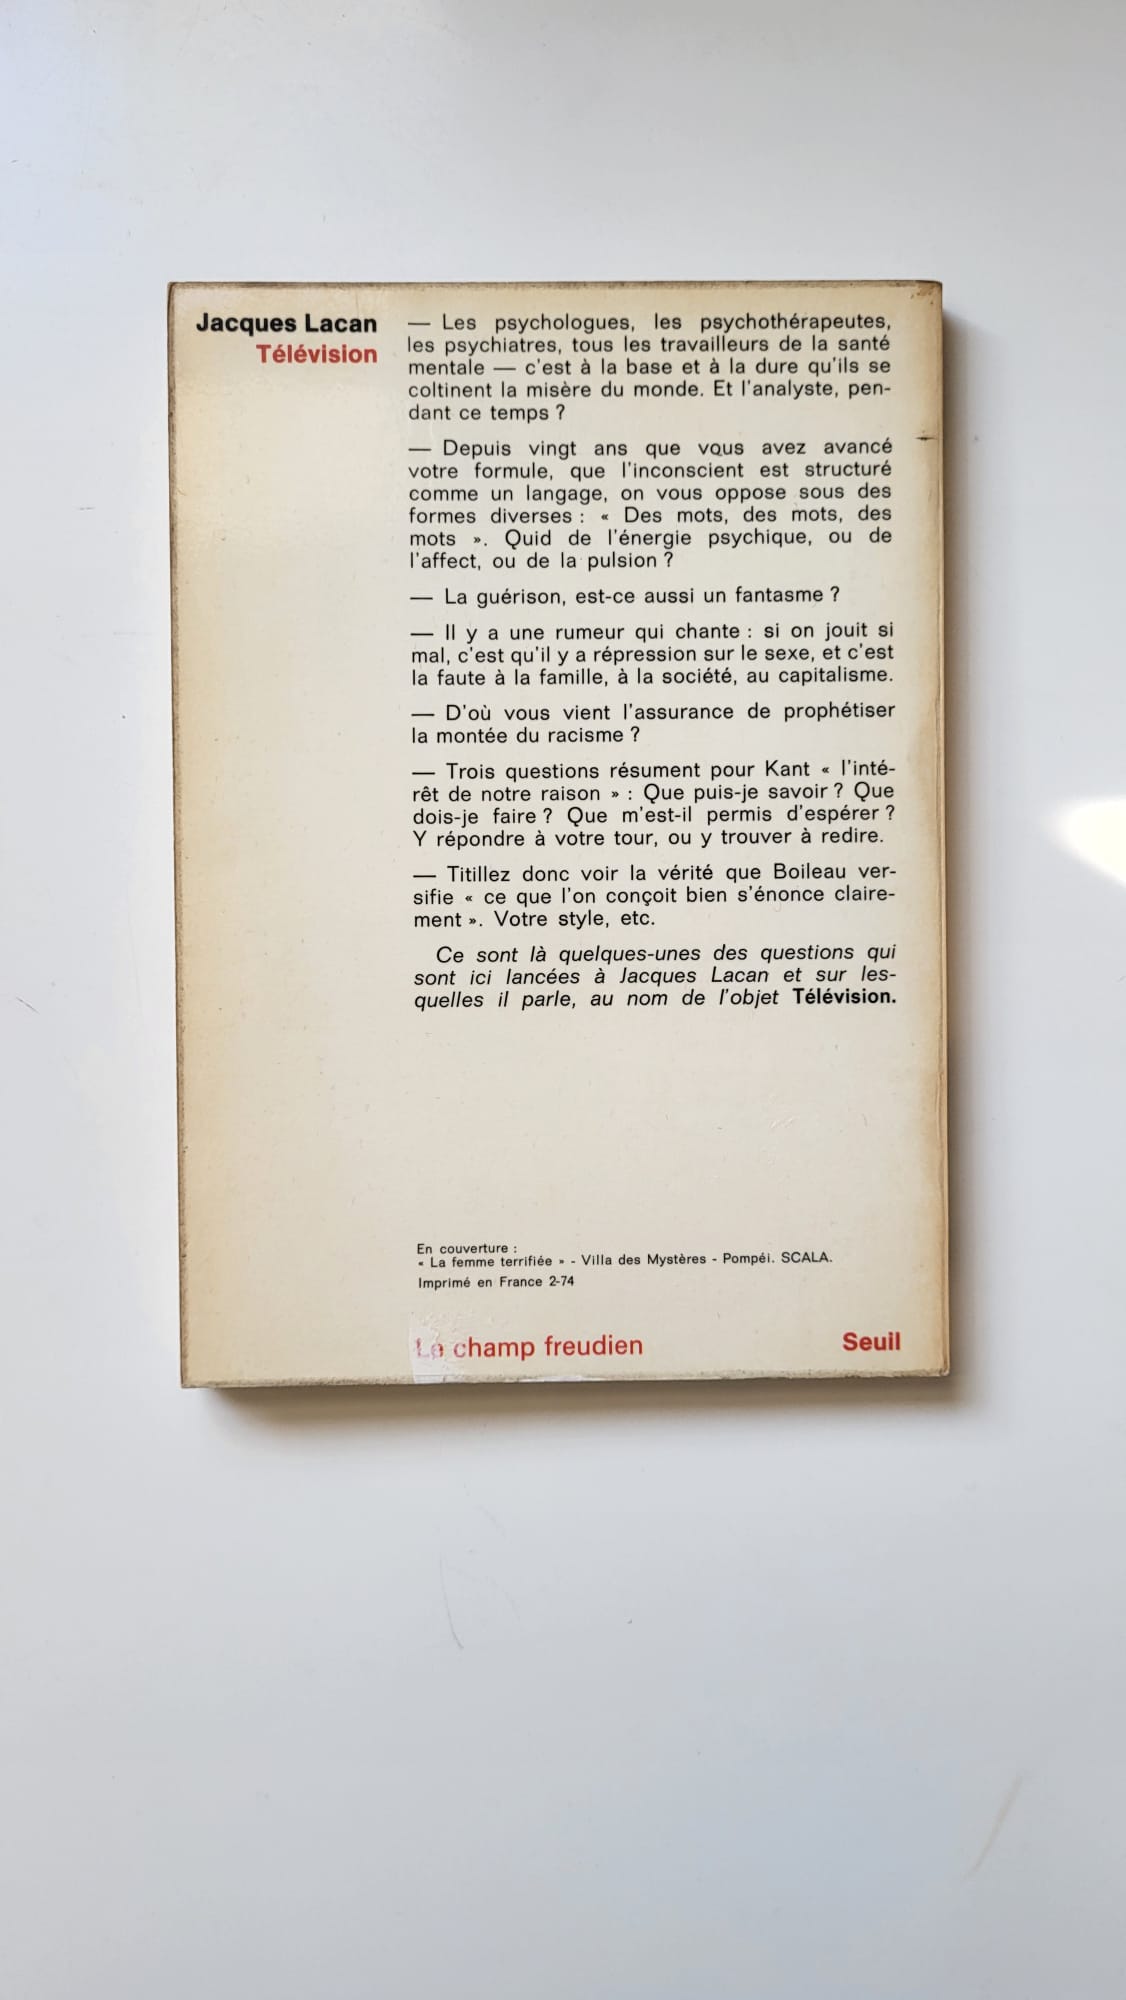 Jacques Lacan
Télévision
— Les psychologues, les psychothérapeutes,
les psychiatres, tous les travailleurs de la santé
mentale — c'est à la base et à la dure qu'ils se
coltinent la misère du monde. Et l'analyste, pen-
dant ce temps ?
— Depuis vingt ans que vous avez avancé
votre formule, que l'inconscient est structuré
comme un langage, on vous oppose sous des
formes diverses : « Des mots, des mots, des
mots ». Quid de l'énergie psychique, ou de
l'affect, ou de la pulsion ?
— La guérison, est-ce aussi un fantasme ?
— Il y a une rumeur qui chante : si on jouit si
mal, c'est qu'il y a répression sur le sexe, et c'est
la faute à la famille, à la société, au capitalisme.
— D'où vous vient l'assurance de prophétiser
la montée du racisme ?
— Trois questions résument pour Kant « l'inté-
rêt de notre raison » : Que puis-je savoir ? Que
dois-je faire ? Que m'est-il permis d'espérer ?
Y répondre à votre tour, ou y trouver à redire.
— Titillez donc voir la vérité que Boileau ver-
sifie « ce que l'on conçoit bien s'énonce claire-
ment ». Votre style, etc.
Ce sont là quelques-unes des questions qui
sont ici lancées à Jacques Lacan et sur les-
quelles il parle, au nom de l'objet Télévision.
En couverture :
« La femme terrifiée » - Villa des Mystères - Pompéi. SCALA.
Imprimé en France 2-74
Le champ freudien
Seuil